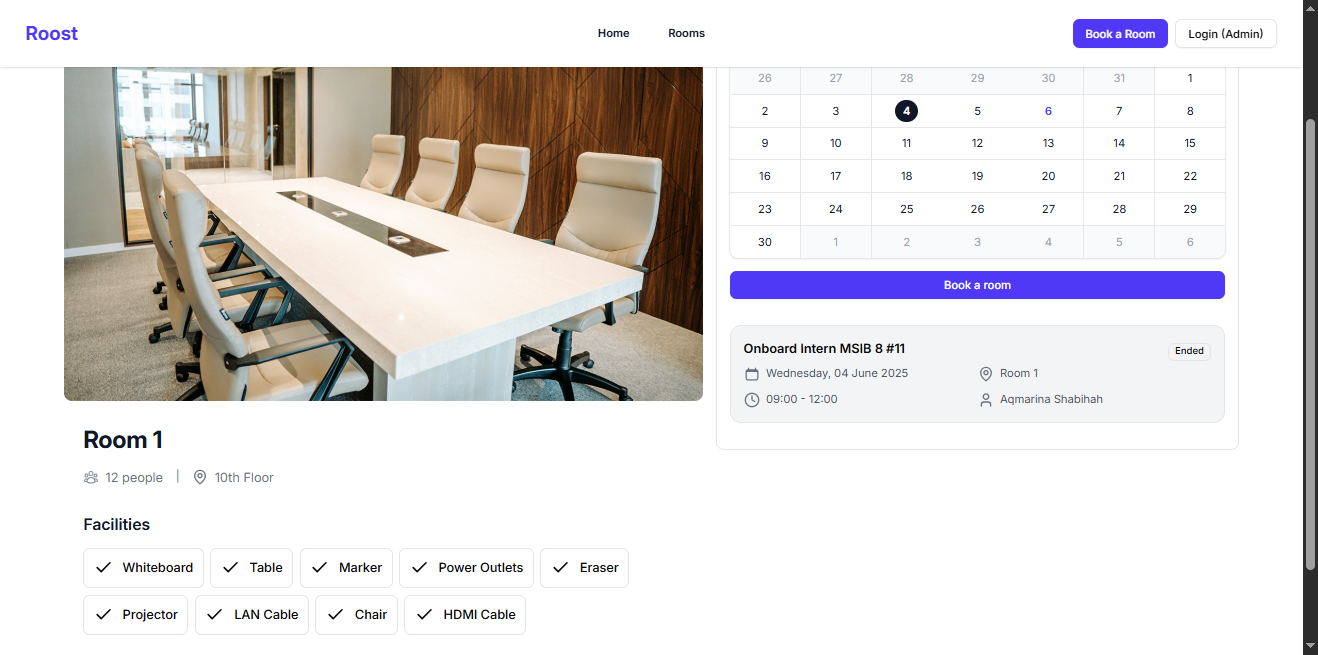 Roost
Home
Rooms
Book a Room
Login (Admin)
26 27 28 29 30 31 1
2 3 4 5 6 7 8
9 10 11 12 13 14 15
16 17 18 19 20 21 22
23 24 25 26 27 28 29
30 1 2 3 4 5 6
Book a room
Onboard Intern MSIB 8 #11
Ended
Wednesday, 04 June 2025
Room 1
09:00 - 12:00
Aqmarina Shabihah
Room 1
12 people | 10th Floor
Facilities
Whiteboard
Table
Marker
Power Outlets
Eraser
Projector
LAN Cable
Chair
HDMI Cable